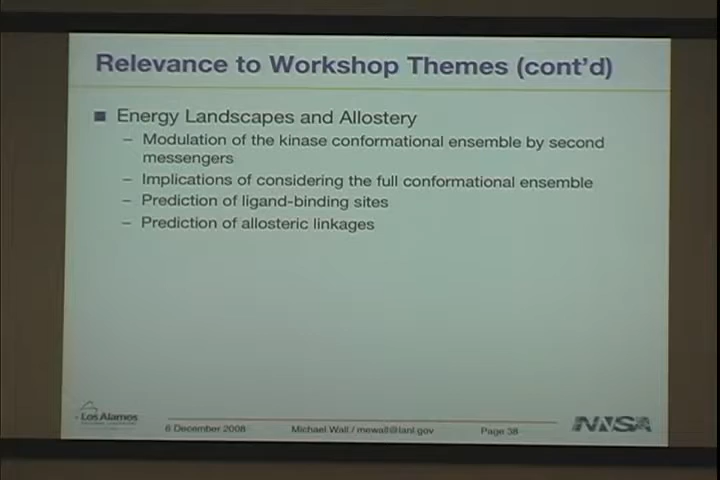 Relevance to Workshop Themes (cont'd)
Energy Landscapes and Allostery
– Modulation of the kinase conformational ensemble by second
messengers
– Implications of considering the full conformational ensemble
– Prediction of ligand-binding sites
– Prediction of allosteric linkages
Los Alamos
6 December 2008
Michael Wall / mewall@lanl.gov
Page 38
NNSA